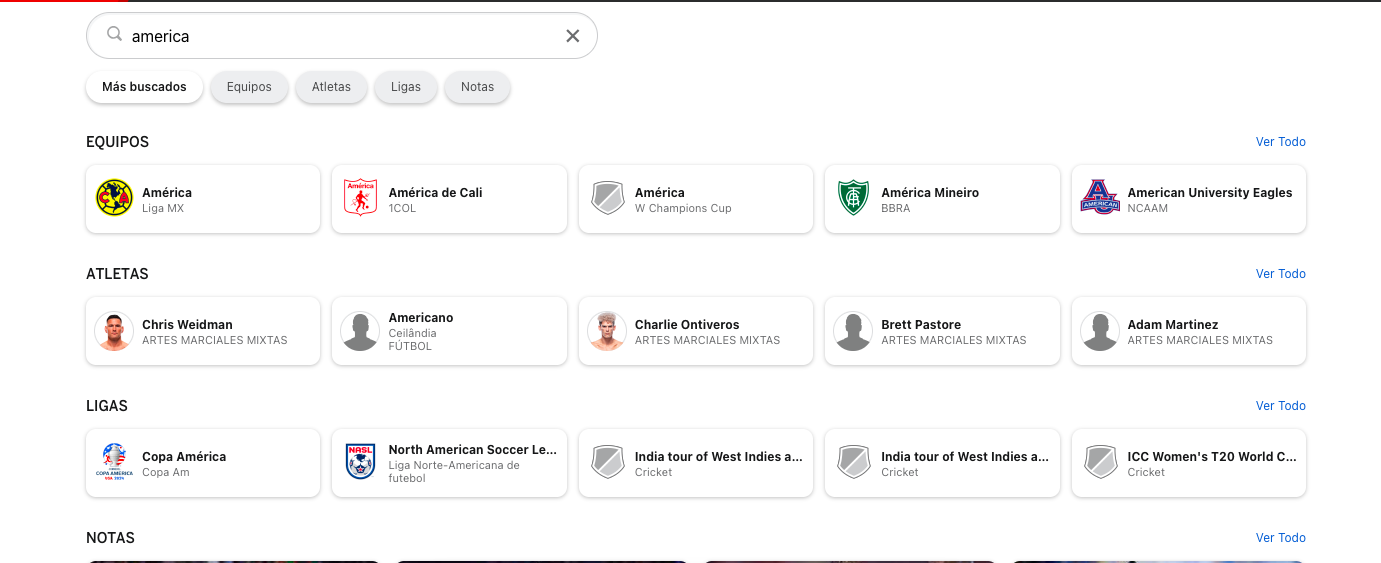 america
Más buscados
Equipos
Atletas
Ligas
Notas
EQUIPOS
Ver Todo
América
América
Liga MX
América de Cali
1COL
América
W Champions Cup
América Mineiro
BBRA
AMERICAN
American University Eagles
NCAAM
ATLETAS
Ver Todo
Chris Weidman
ARTES MARCIALES MIXTAS
Americano
Ceilândia
FÚTBOL
Charlie Ontiveros
ARTES MARCIALES MIXTAS
Brett Pastore
ARTES MARCIALES MIXTAS
Adam Martinez
ARTES MARCIALES MIXTAS
LIGAS
Ver Todo
COPA AMERICA
USA 2024
Copa América
Copa Am
NASL
North American Soccer Le...
Liga Norte-Americana de
futebol
India tour of West Indies a...
Cricket
India tour of West Indies a...
Cricket
ICC Women's T20 World C...
Cricket
NOTAS
Ver Todo